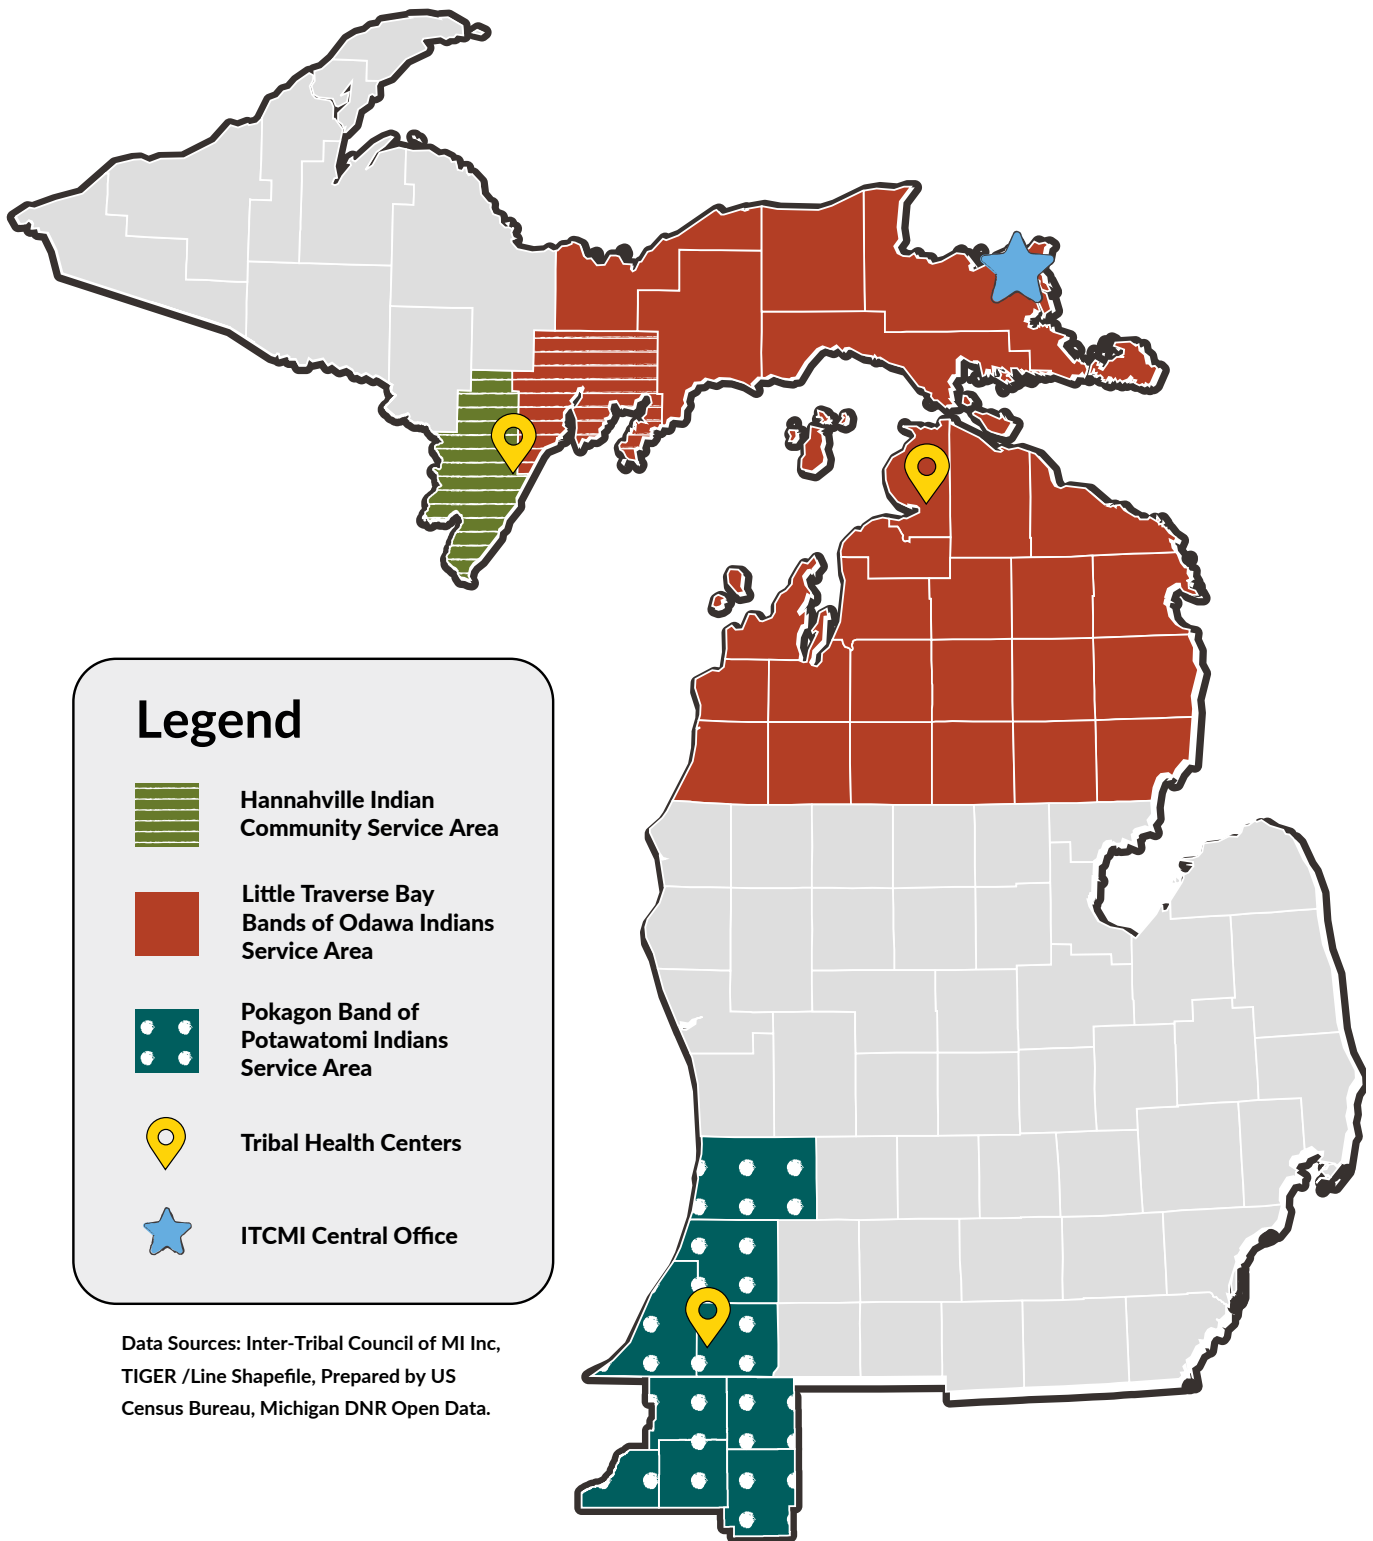 Legend
Hannahville Indian
Community Service Area
Little Traverse Bay
Bands of Odawa Indians
Service Area
Pokagon Band of
Potawatomi Indians
Service Area
Tribal Health Centers
ITCMI Central Office
Data Sources: Inter-Tribal Council of MI Inc,
TIGER /Line Shapefile, Prepared by US
Census Bureau, Michigan DNR Open Data.